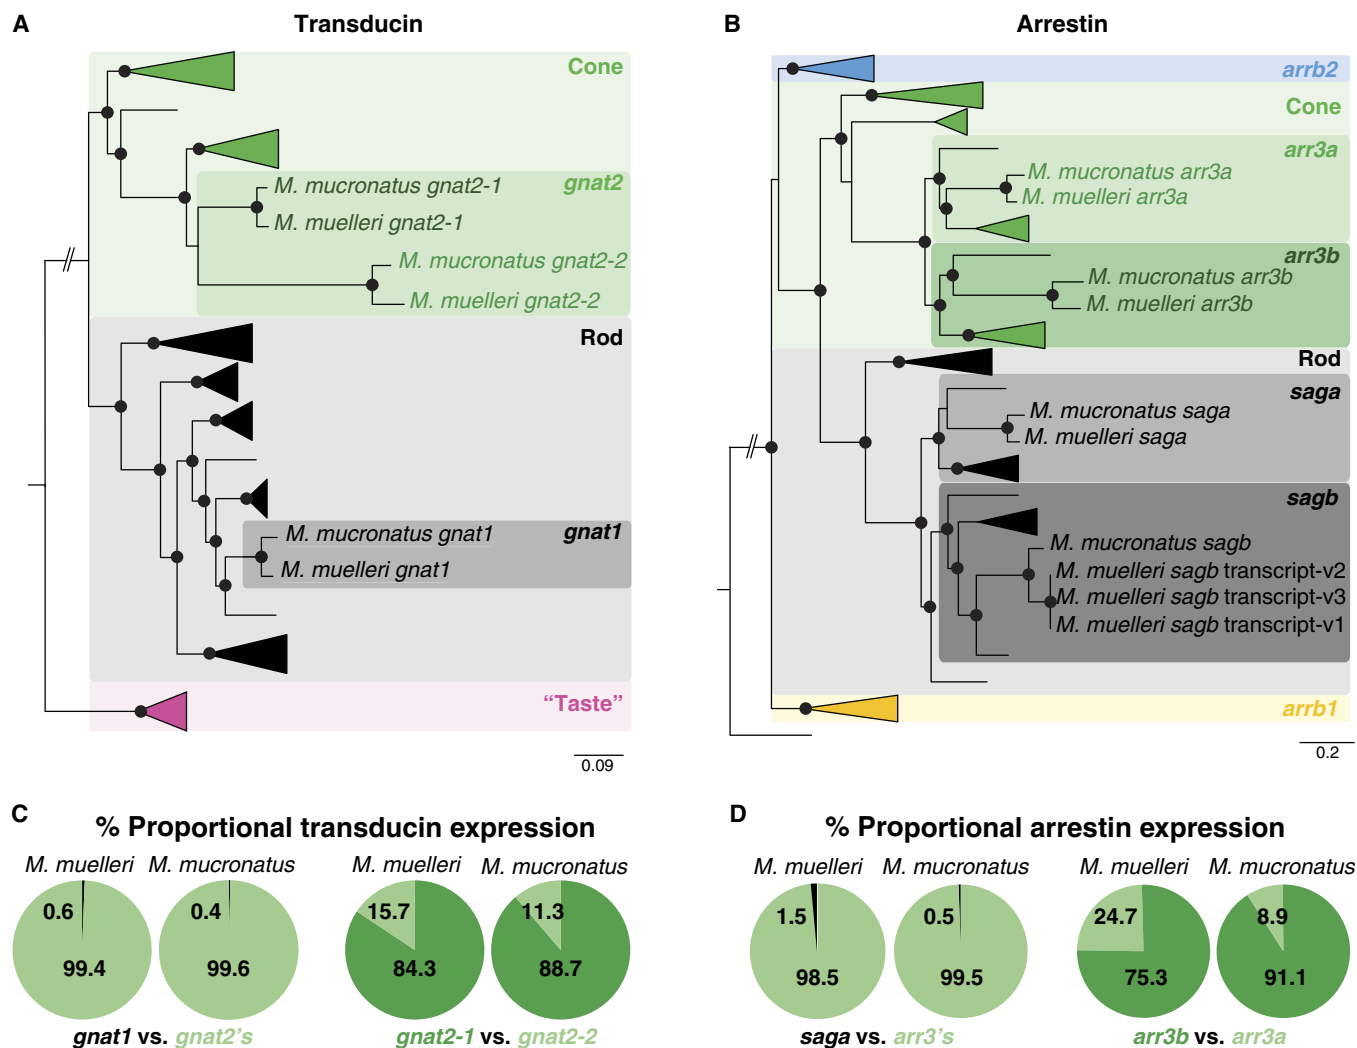 A
Transducin
Cone
gnat2
M. mucronatus gnat2-1
M. muelleri gnat2-1
M. mucronatus gnat2-2
M. muelleri gnat2-2
Rod
gnat1
M. mucronatus gnat1
M. muelleri gnat1
“Taste”
0.09
B
Arrestin
arrb2
Cone
arr3a
M. mucronatus arr3a
M. muelleri arr3a
arr3b
M. mucronatus arr3b
M. muelleri arr3b
Rod
saga
M. mucronatus saga
M. muelleri saga
sagb
M. mucronatus sagb
M. muelleri sagb transcript-v2
M. muelleri sagb transcript-v3
M. muelleri sagb transcript-v1
arrb1
0.2
C
% Proportional transducin expression
M. muelleri
M. mucronatus
M. muelleri
M. mucronatus
0.6
99.4
0.4
99.6
15.7
84.3
11.3
88.7
gnat1 vs. gnat2’s
gnat2-1 vs. gnat2-2
D
% Proportional arrestin expression
M. muelleri
M. mucronatus
M. muelleri
M. mucronatus
1.5
98.5
0.5
99.5
24.7
75.3
8.9
91.1
saga vs. arr3’s
arr3b vs. arr3a